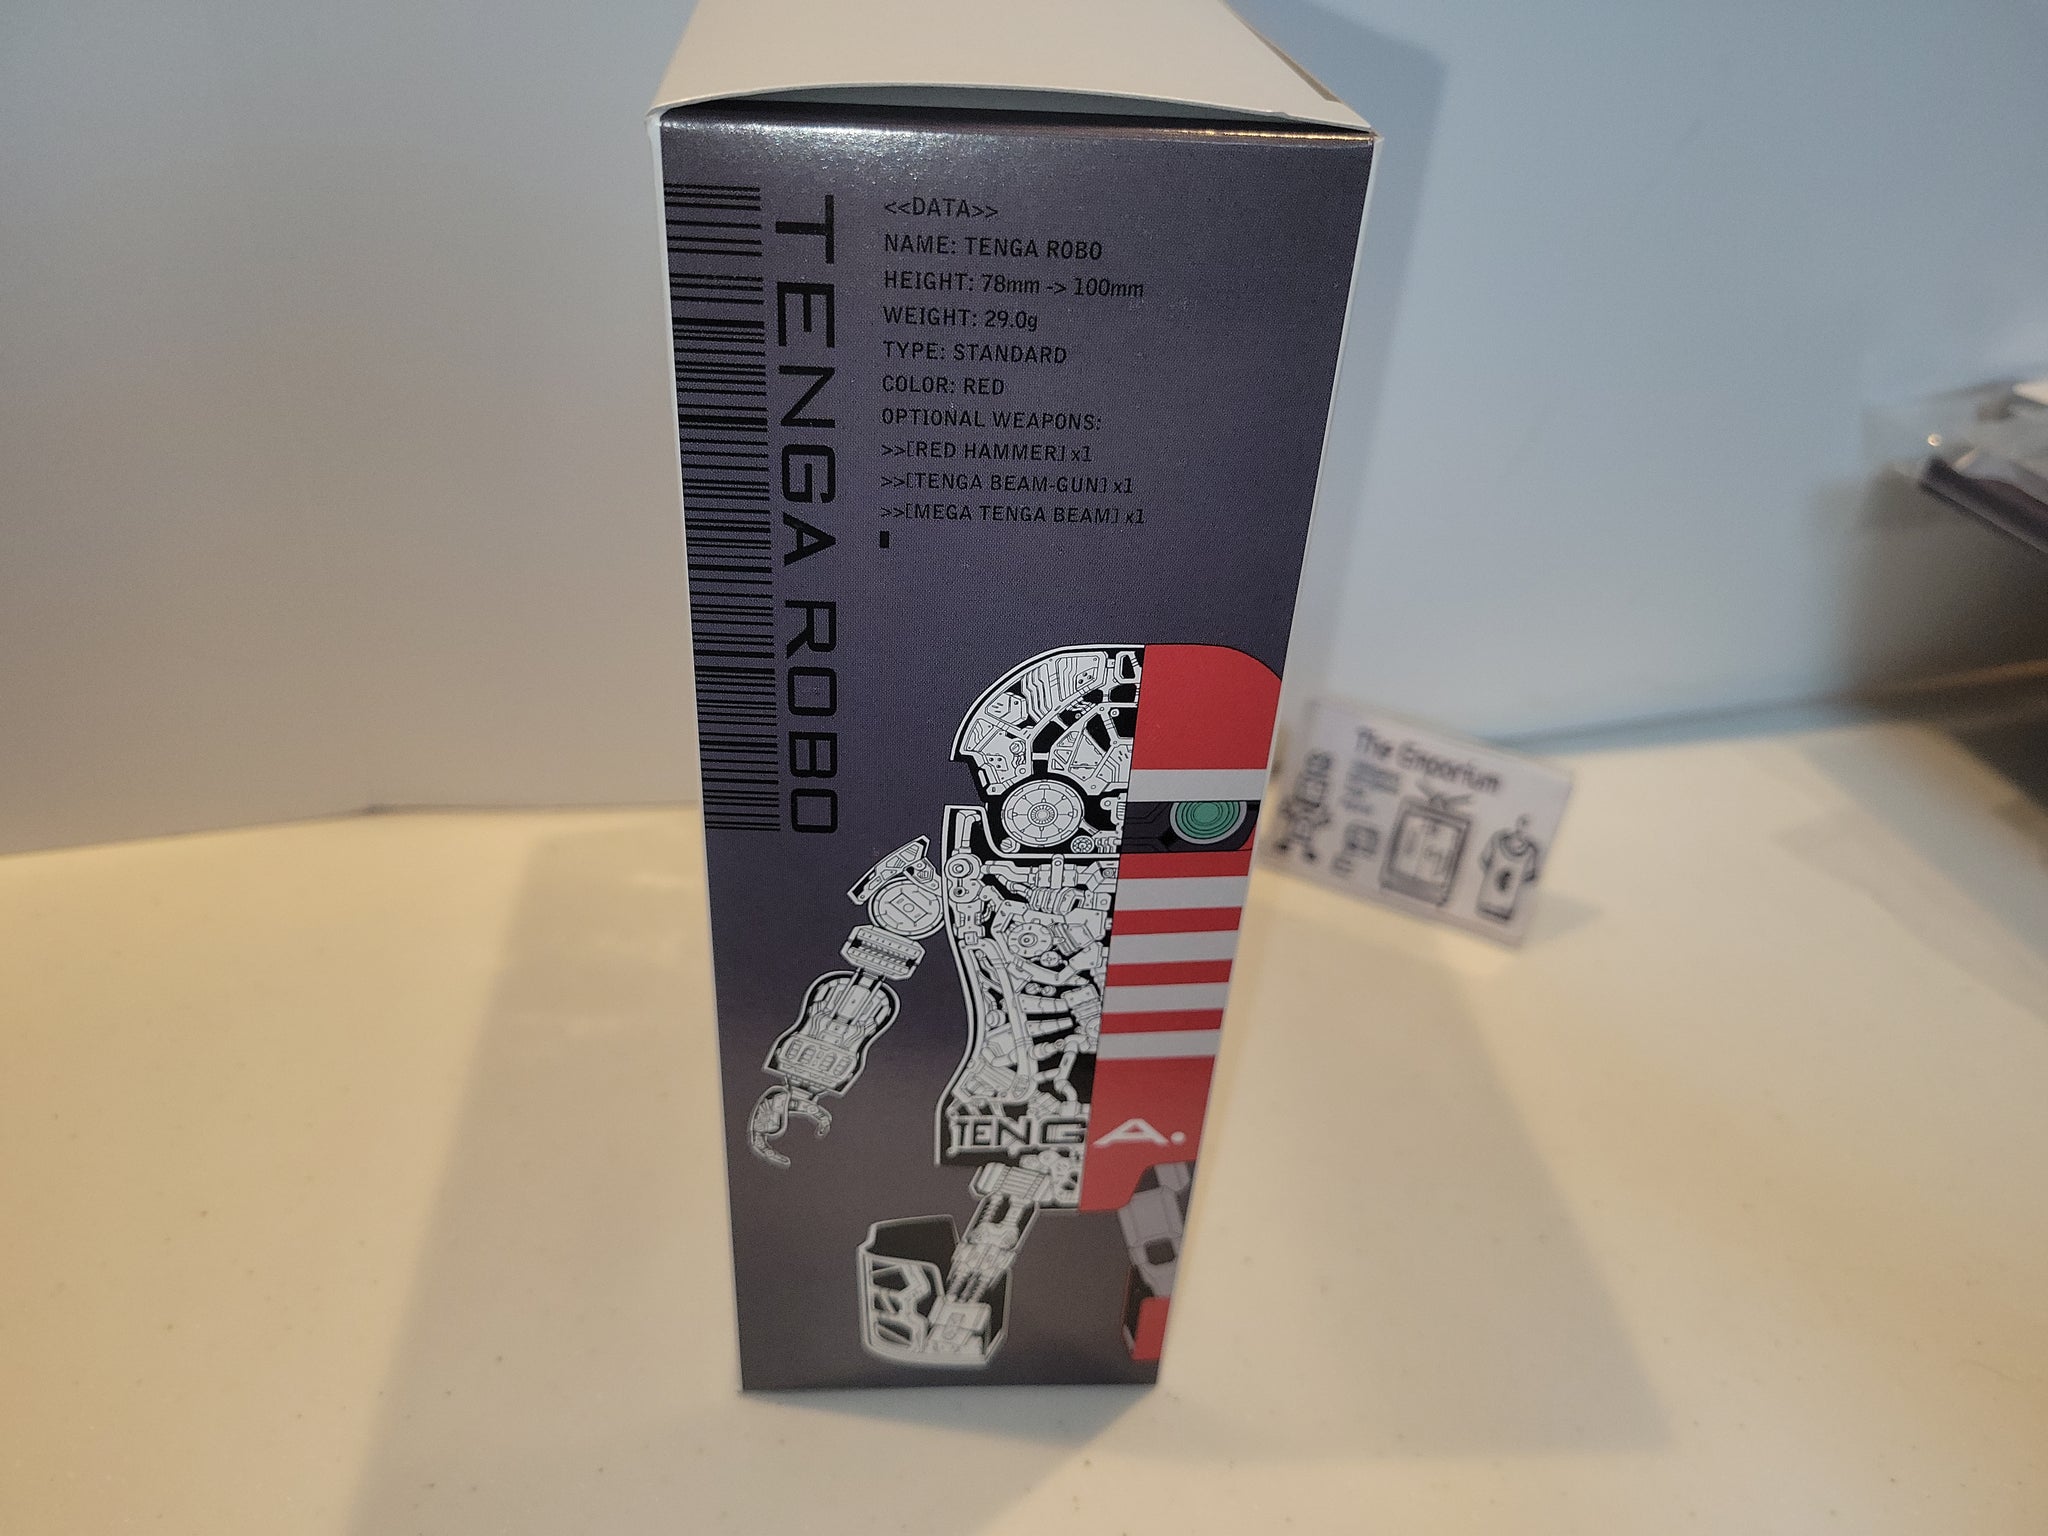 TENGA ROBO
<<DATA>>
NAME: TENGA ROBO
HEIGHT: 78mm -> 100mm
WEIGHT: 29.0g
TYPE: STANDARD
COLOR: RED
OPTIONAL WEAPONS:
>>[RED HAMMER] x1
>>[TENGA BEAM-GUN] x1
>>[MEGA TENGA BEAM] x1
TENGA.
The Emporium